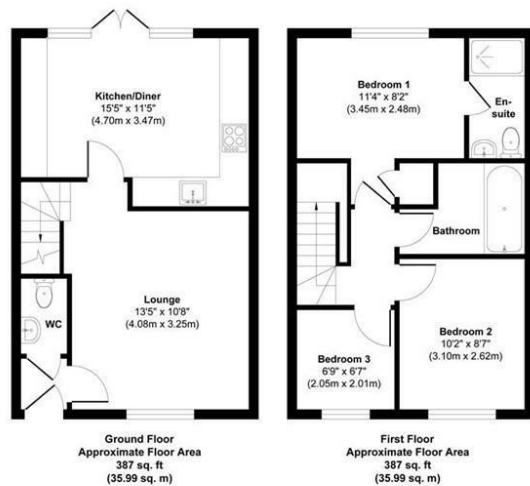 Kitchen/Diner
15'5" x 11'5"
(4.70m x 3.47m)
WC
Lounge
13'5" x 10'8"
(4.08m x 3.25m)
Ground Floor
Approximate Floor Area
387 sq. ft
(35.99 sq. m)
Bedroom 1
11'4" x 8'2"
(3.45m x 2.48m)
En-
suite
Bathroom
Bedroom 2
10'2" x 8'7"
(3.10m x 2.62m)
Bedroom 3
6'9" x 6'7"
(2.05m x 2.01m)
First Floor
Approximate Floor Area
387 sq. ft
(35.99 sq. m)